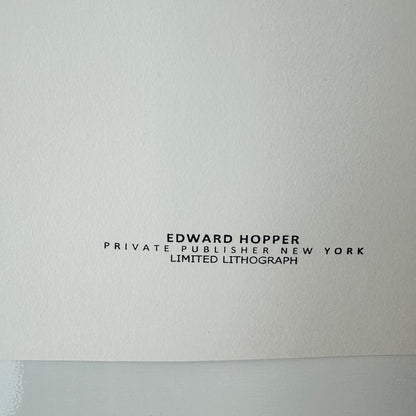 EDWARD HOPPER
PRIVATE PUBLISHER NEW YORK
LIMITED LITHOGRAPH